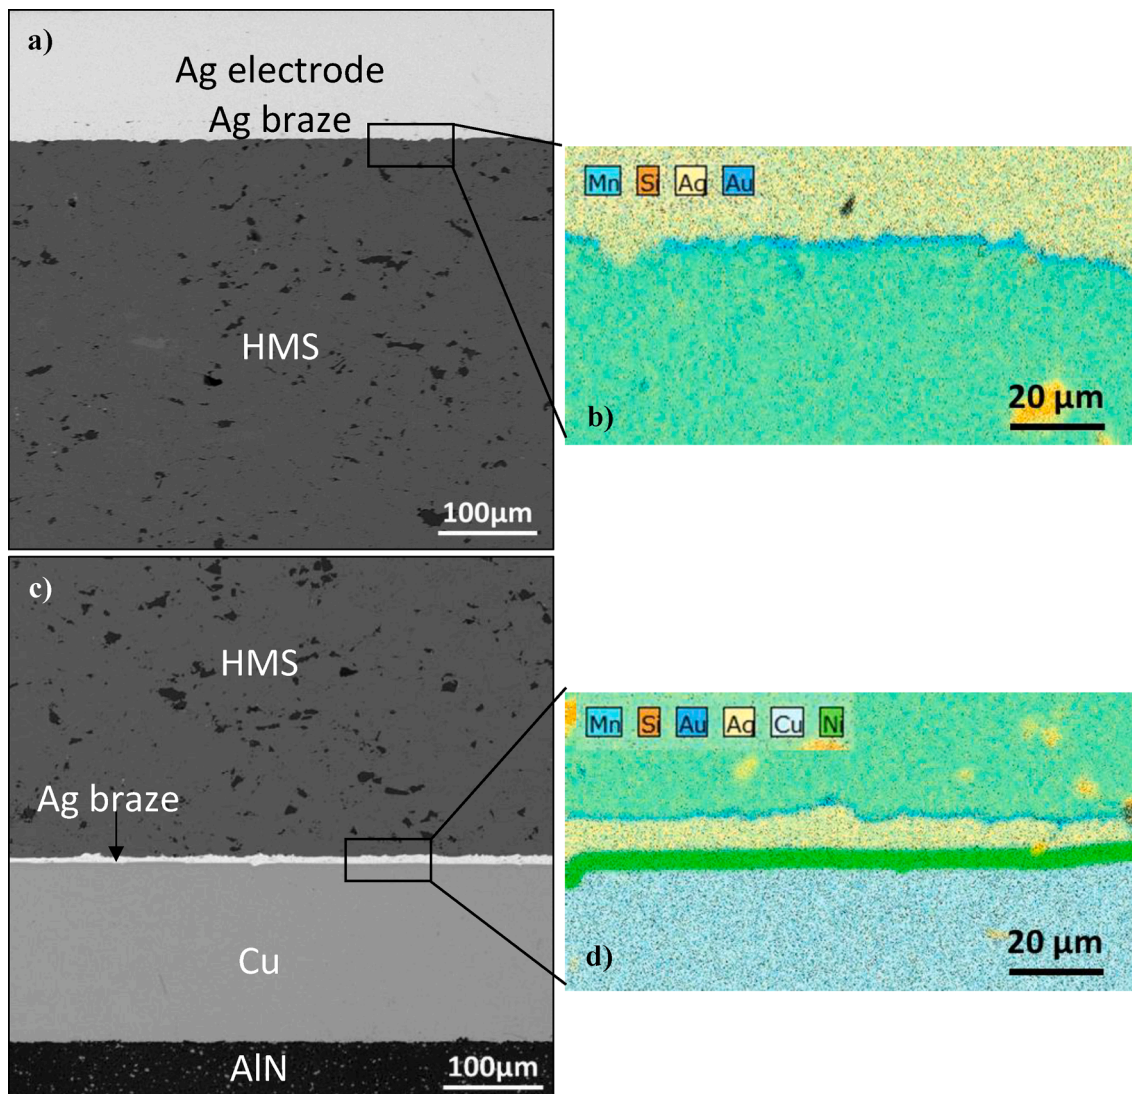 a)
Ag electrode
Ag braze
HMS
100µm
Mn Si Ag Au
20 µm
b)
c)
HMS
Ag braze
Cu
AlN
100µm
Mn Si Au Ag Cu Ni
20 µm
d)